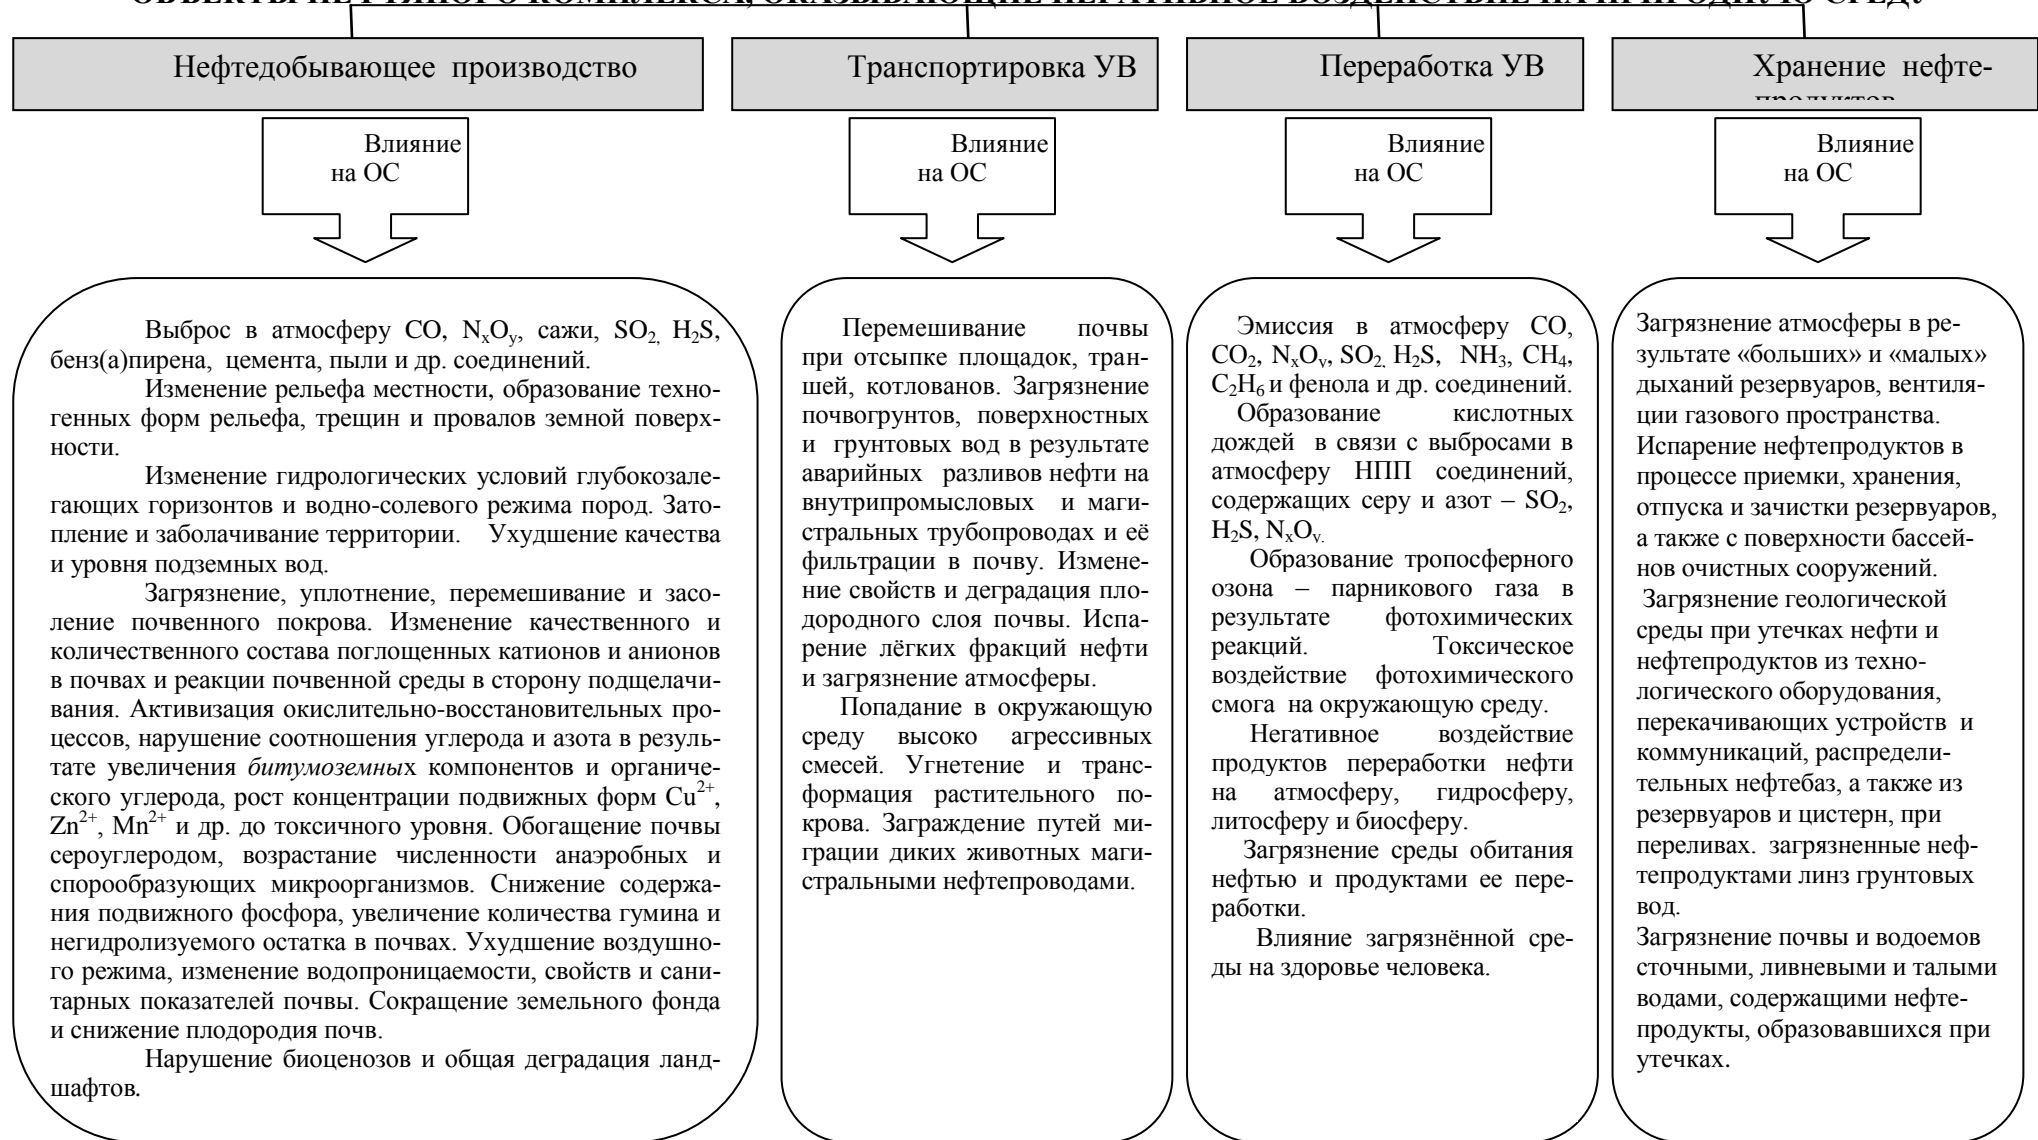 ОБЪЕКТЫ НЕФТЯНОГО КОМПЛЕКСА, ОКАЗЫВАЮЩИЕ НЕГАТИВНОЕ ВОЗДЕЙСТВИЕ НА ПРИРОДНУЮ СРЕДУ
Нефтедобывающее производство
Влияние
на ОС
Выброс в атмосферу CO, NxOy, сажи, SO2, H2S,
бенз(а)пирена, цемента, пыли и др. соединений.
Изменение рельефа местности, образование техно-
генных форм рельефа, трещин и провалов земной поверх-
ности.
Изменение гидрологических условий глубокозале-
гающих горизонтов и водно-солевого режима пород. Зато-
пление и заболачивание территории. Ухудшение качества
и уровня подземных вод.
Загрязнение, уплотнение, перемешивание и засо-
ление почвенного покрова. Изменение качественного и
количественного состава поглощенных катионов и анионов
в почвах и реакции почвенной среды в сторону подщелачи-
вания. Активизация окислительно-восстановительных про-
цессов, нарушение соотношения углерода и азота в резуль-
тате увеличения битумоземных компонентов и органиче-
ского углерода, рост концентрации подвижных форм Cu2+,
Zn2+, Mn2+ и др. до токсичного уровня. Обогащение почвы
сероуглеродом, возрастание численности анаэробных и
спорообразующих микроорганизмов. Снижение содержа-
ния подвижного фосфора, увеличение количества гумина и
негидролизуемого остатка в почвах. Ухудшение воздушно-
го режима, изменение водопроницаемости, свойств и сани-
тарных показателей почвы. Сокращение земельного фонда
и снижение плодородия почв.
Нарушение биоценозов и общая деградация ланд-
шафтов.
Транспортировка УВ
Влияние
на ОС
Перемешивание почвы
при отсыпке площадок, тран-
шей, котлованов. Загрязнение
почвогрунтов, поверхностных
и грунтовых вод в результате
аварийных разливов нефти на
внутрипромысловых и маги-
стральных трубопроводах и её
фильтрации в почву. Измене-
ние свойств и деградация пло-
дородного слоя почвы. Испа-
рение лёгких фракций нефти
и загрязнение атмосферы.
Попадание в окружающую
среду высоко агрессивных
смесей. Угнетение и транс-
формация растительного по-
крова. Заграждение путей ми-
грации диких животных маги-
стральными нефтепроводами.
Переработка УВ
Влияние
на ОС
Эмиссия в атмосферу CO,
CO2, NxOy, SO2, H2S, NH3, CH4,
C2H6 и фенола и др. соединений.
Образование кислотных
дождей в связи с выбросами в
атмосферу НПП соединений,
содержащих серу и азот – SO2,
H2S, NxOy.
Образование тропосферного
озона – парникового газа в
результате фотохимических
реакций. Токсическое
воздействие фотохимического
смога на окружающую среду.
Негативное воздействие
продуктов переработки нефти
на атмосферу, гидросферу,
литосферу и биосферу.
Загрязнение среды обитания
нефтью и продуктами ее пере-
работки.
Влияние загрязнённой сре-
ды на здоровье человека.
Хранение нефте-
продуктов
Влияние
на ОС
Загрязнение атмосферы в ре-
зультате «больших» и «малых»
дыханий резервуаров, вентиля-
ции газового пространства.
Испарение нефтепродуктов в
процессе приемки, хранения,
отпуска и зачистки резервуаров,
а также с поверхности бассей-
нов очистных сооружений.
Загрязнение геологической
среды при утечках нефти и
нефтепродуктов из техно-
логического оборудования,
перекачивающих устройств и
коммуникаций, распредели-
тельных нефтебаз, а также из
резервуаров и цистерн, при
переливах. загрязненные неф-
тепродуктами линз грунтовых
вод.
Загрязнение почвы и водоемов
сточными, ливневыми и талыми
водами, содержащими нефте-
продукты, образовавшихся при
утечках.